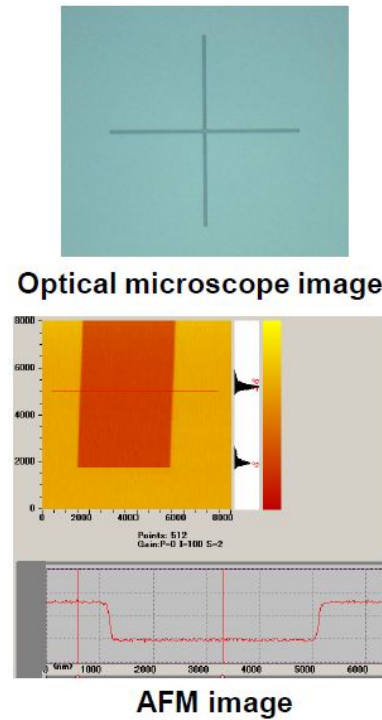 Optical microscope image
8000
6000
4000
2000
0
0 2000 4000 6000 8000
Points: 512
Gain:P-0 I-100 S-2
(nm) 1000 2000 3000 4000 5000 6000
AFM image